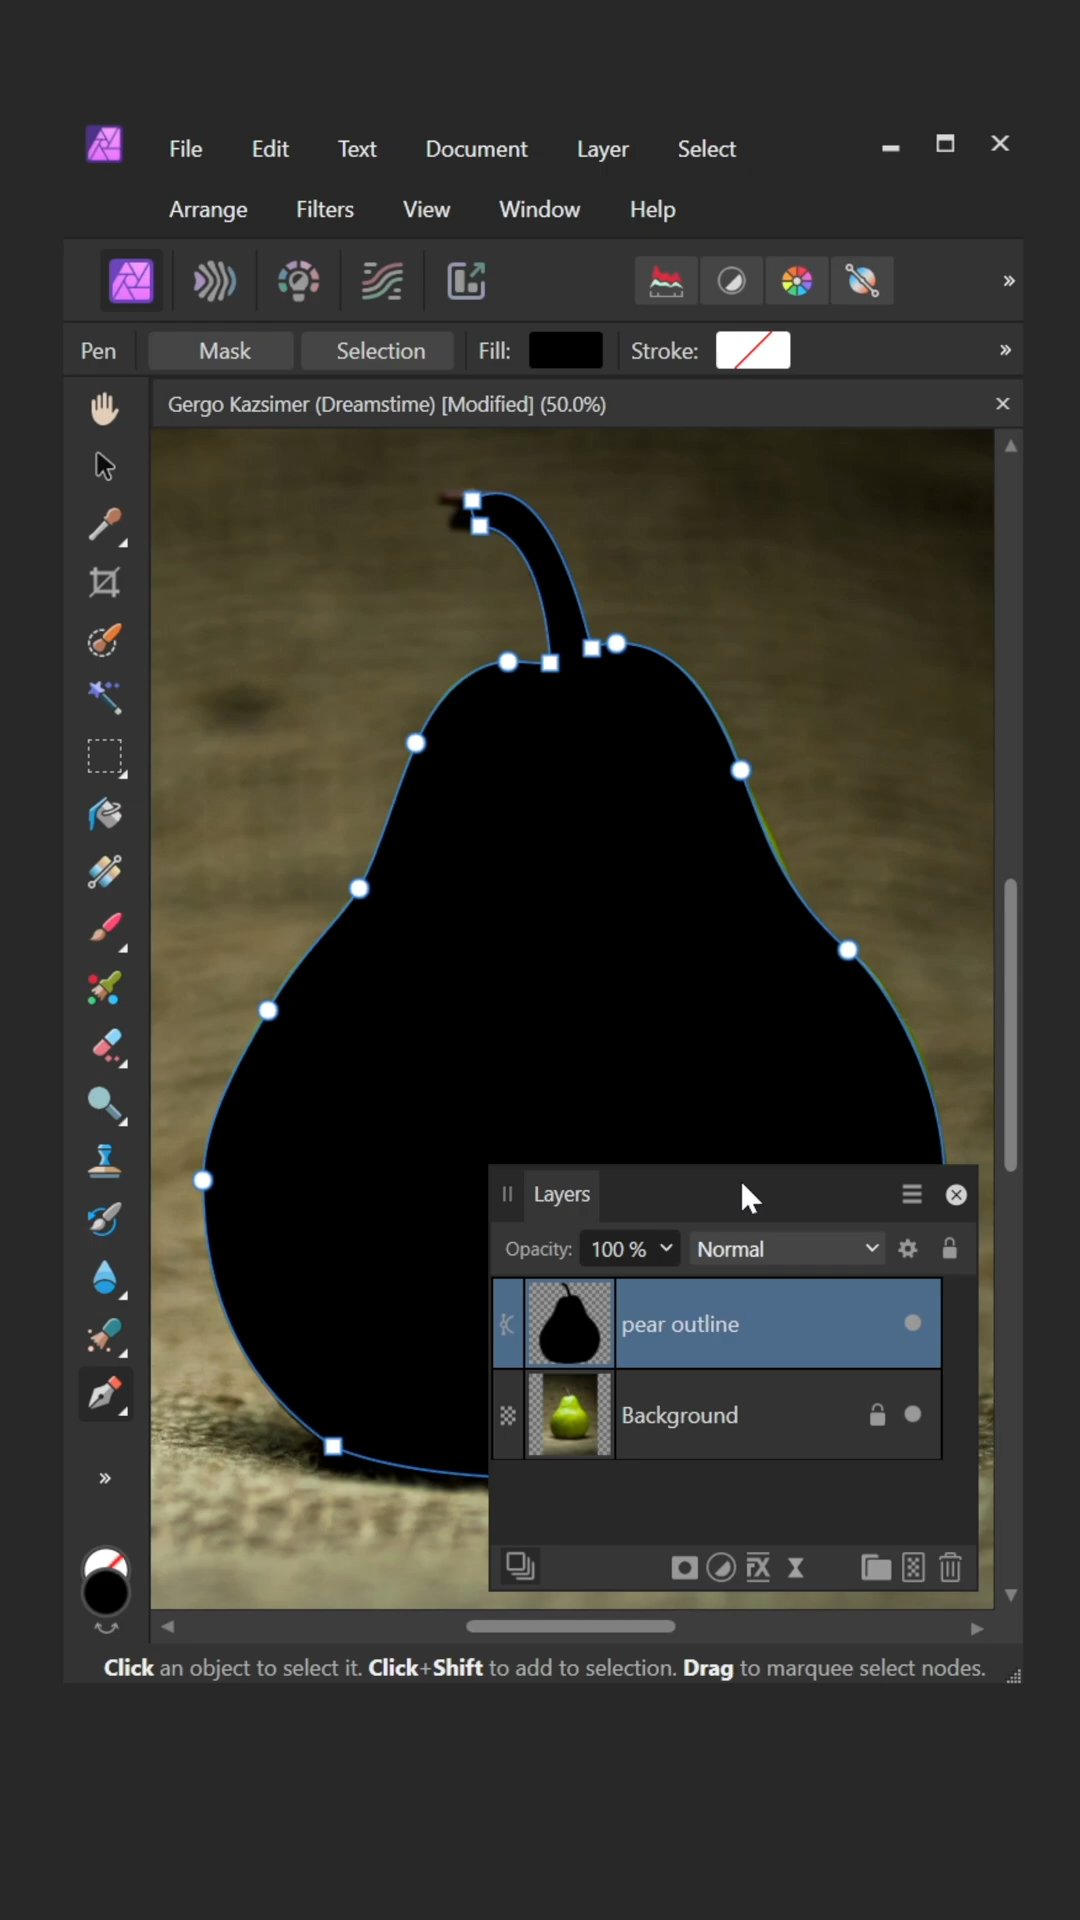 File Edit Text Document Layer Select
Arrange Filters View Window Help
Pen Mask Selection Fill: Stroke:
Gergo Kazsimer (Dreamstime) [Modified] (50.0%)
Layers
Opacity: 100 % Normal
pear outline
Background
FX
Click an object to select it. Click+Shift to add to selection. Drag to marquee select nodes.